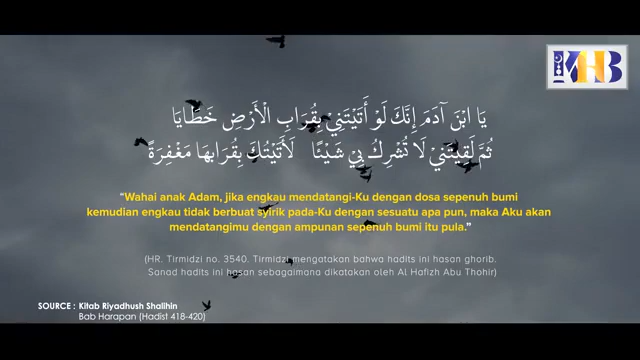 KHB
يَا ابْنَ آدَمَ إِنَّكَ لَوْ أَتَيْتَنِيْ بِقُرَابِ الْأَرْضِ خَطَايَا
ثُمَّ لَقِيْتَنِيْ لَا تُشْرِكُ بِيْ شَيْئًا لَأَتَيْتُكَ بِقُرَابِهَا مَغْفِرَةً
“Wahai anak Adam, jika engkau mendatangi-Ku dengan dosa sepenuh bumi
kemudian engkau tidak berbuat syirik pada-Ku dengan sesuatu apa pun, maka Aku akan
mendatangimu dengan ampunan sepenuh bumi itu pula.”
(HR. Tirmidzi no. 3540. Tirmidzi mengatakan bahwa hadits ini hasan ghorib.
Sanad hadits ini hasan sebagaimana dikatakan oleh Al Hafizh Abu Thohir)
SOURCE : Kitab Riyadhush Shalihin
Bab Harapan (Hadist 418-420)